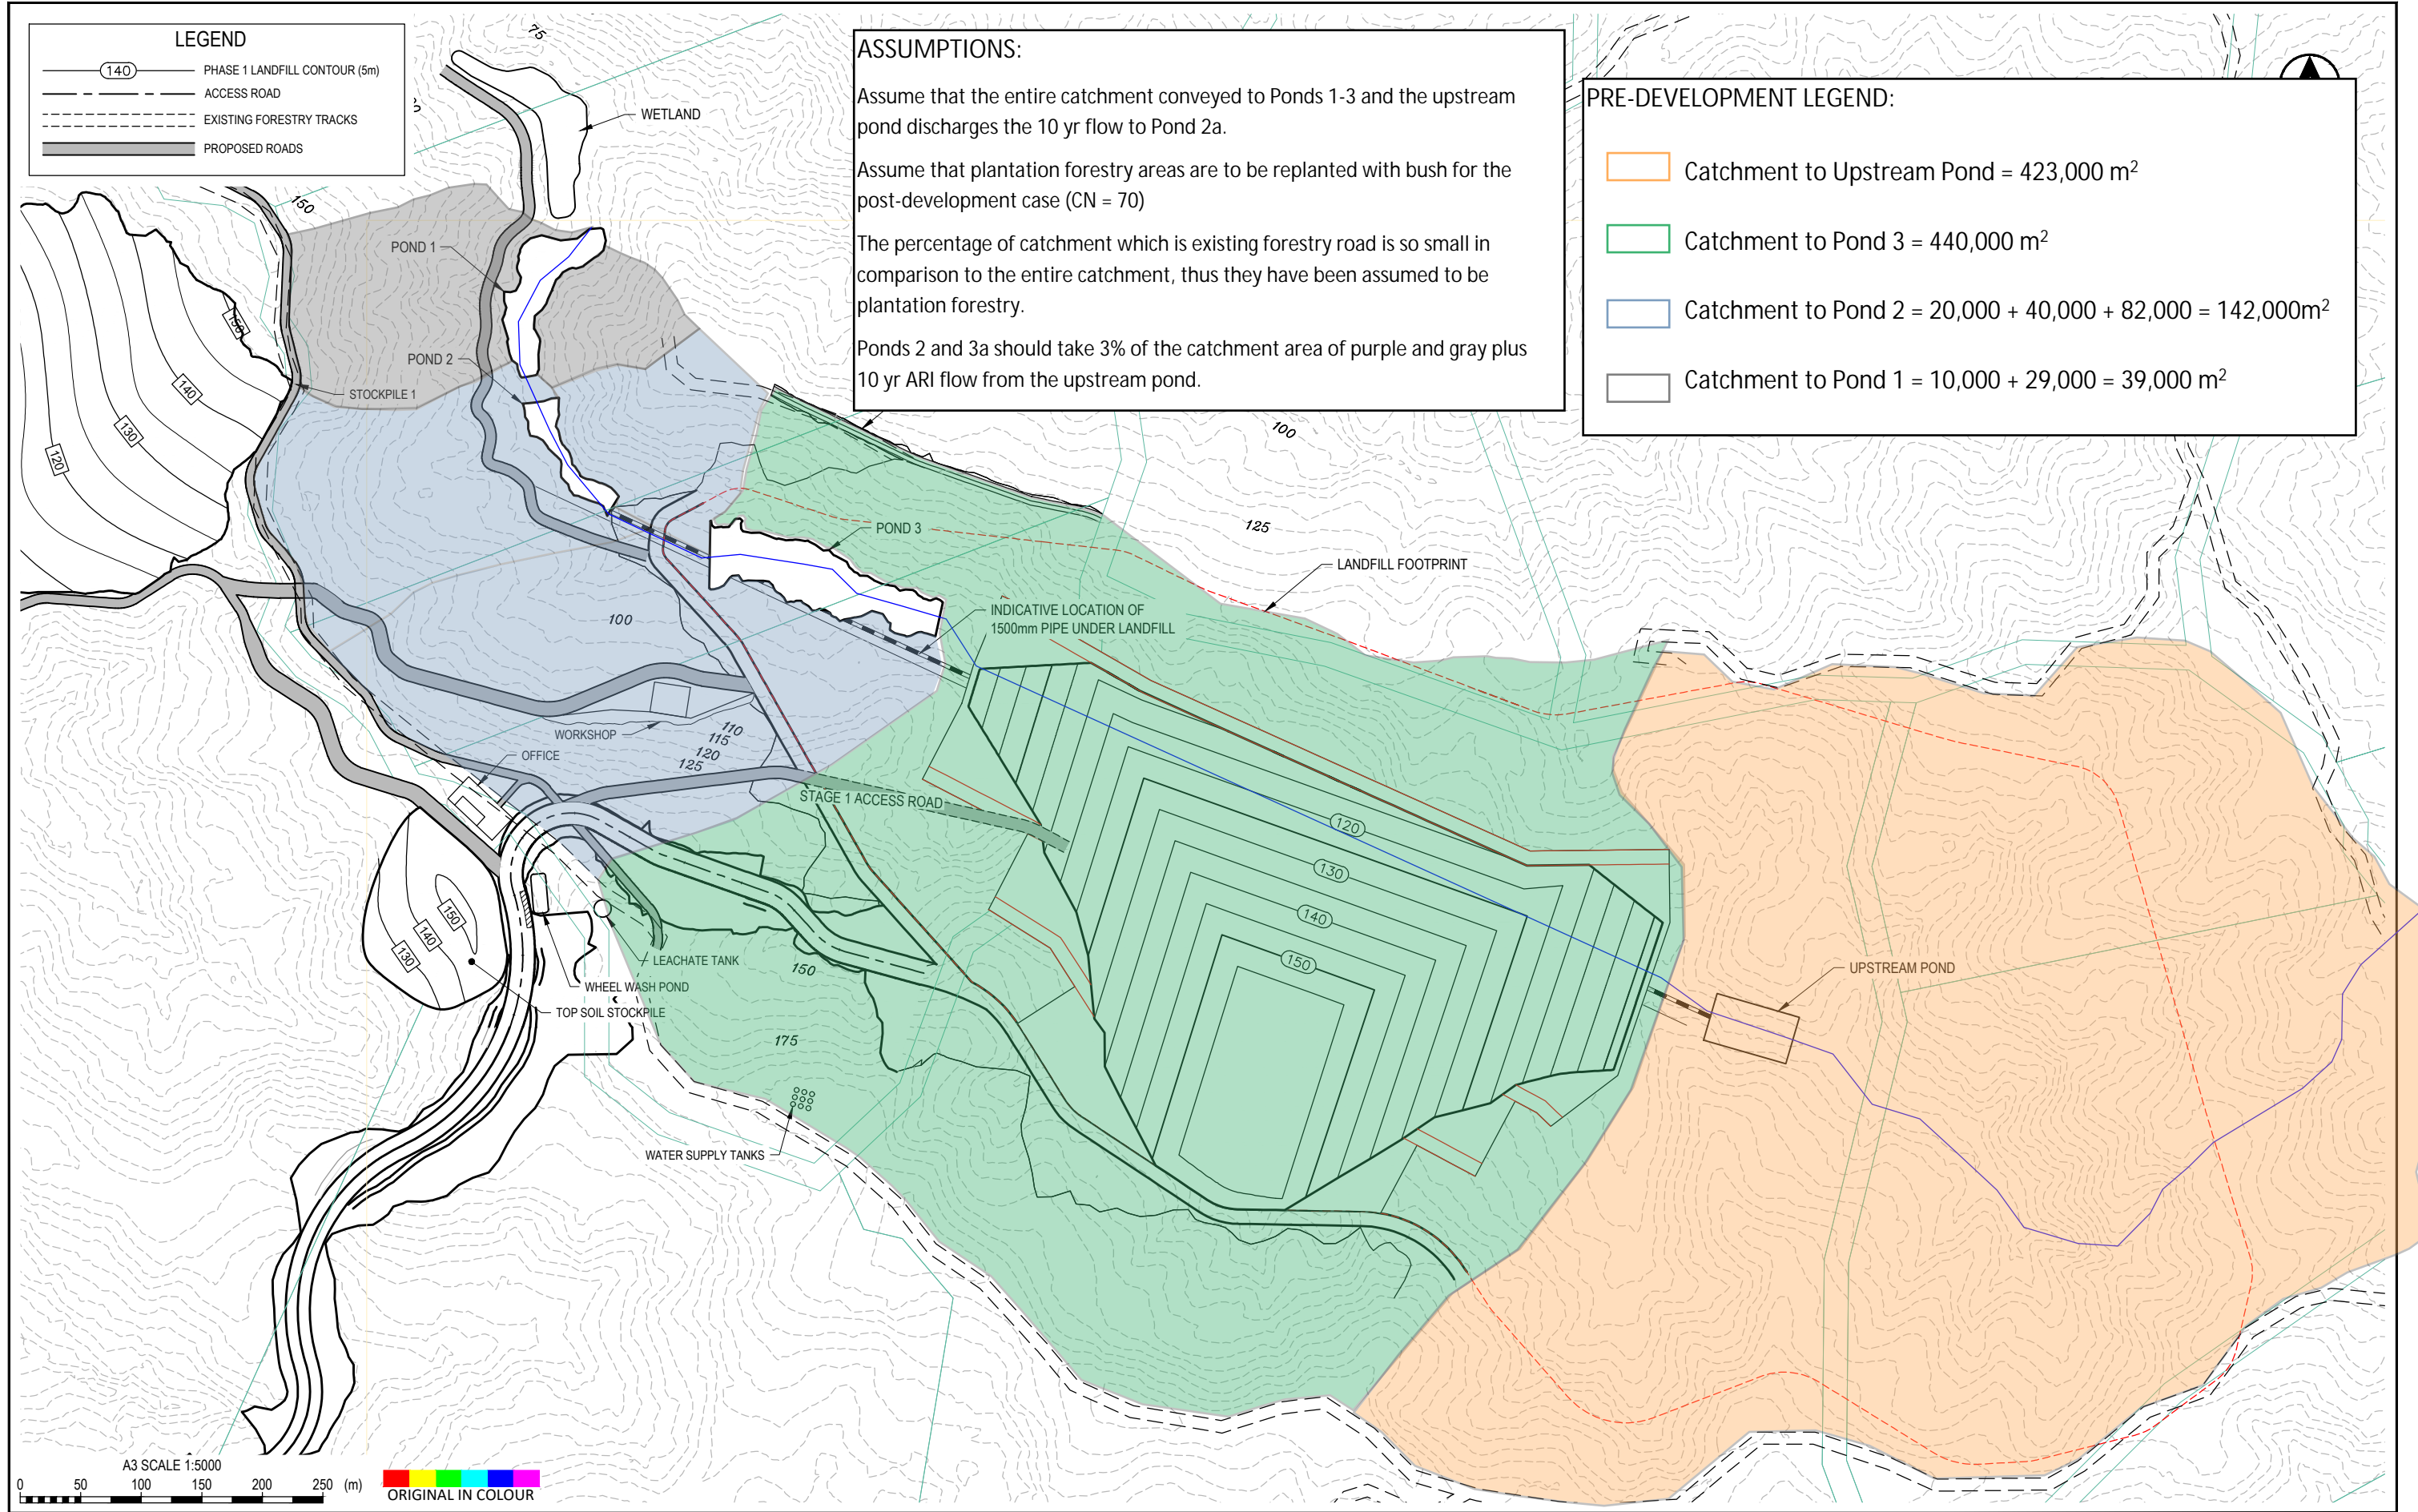 LEGEND
140
PHASE 1 LANDFILL CONTOUR (5m)
ACCESS ROAD
EXISTING FORESTRY TRACKS
PROPOSED ROADS
ASSUMPTIONS:
Assume that the entire catchment conveyed to Ponds 1-3 and the upstream
pond discharges the 10 yr flow to Pond 2a.
Assume that plantation forestry areas are to be replanted with bush for the
post-development case (CN = 70)
The percentage of catchment which is existing forestry road is so small in
comparison to the entire catchment, thus they have been assumed to be
plantation forestry.
Ponds 2 and 3a should take 3% of the catchment area of purple and gray plus
10 yr ARI flow from the upstream pond.
PRE-DEVELOPMENT LEGEND:
Catchment to Upstream Pond = 423,000 m²
Catchment to Pond 3 = 440,000 m²
Catchment to Pond 2 = 20,000 + 40,000 + 82,000 = 142,000m²
Catchment to Pond 1 = 10,000 + 29,000 = 39,000 m²
75
WETLAND
150
POND 1
150
POND 2
STOCKPILE 1
140
130
120
100
125
POND 3
LANDFILL FOOTPRINT
INDICATIVE LOCATION OF
1500mm PIPE UNDER LANDFILL
100
WORKSHOP
110
115
120
125
OFFICE
STAGE 1 ACCESS ROAD
120
130
140
150
150
140
130
LEACHATE TANK
150
WHEEL WASH POND
TOP SOIL STOCKPILE
UPSTREAM POND
175
WATER SUPPLY TANKS
A3 SCALE 1:5000
0 50 100 150 200 250 (m)
ORIGINAL IN COLOUR